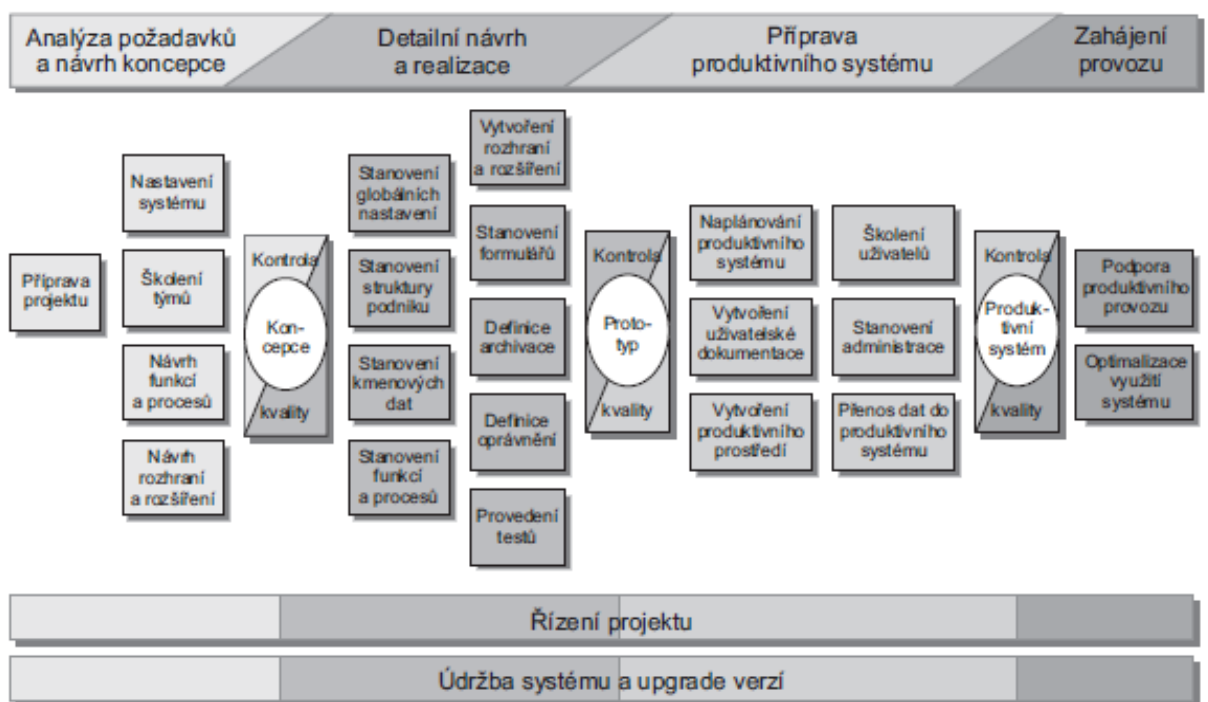 Analýza požadavků
a návrh koncepce
Detailní návrh
a realizace
Příprava
produktivního systému
Zahájení
provozu
Příprava
projektu
Nastavení
systému
Školení
týmů
Návrh
funkcí
a procesů
Návrh
rozhraní
a rozšíření
Kontrola
Kon-
cepce
kvality
Stanovení
globálních
nastavení
Stanovení
struktury
podniku
Stanovení
kmenových
dat
Stanovení
funkcí
a procesů
Vytvoření
rozhraní
a rozšíření
Stanovení
formulářů
Definice
archivace
Definice
oprávnění
Provedení
testů
Kontrola
Proto-
typ
kvality
Naplánování
produktivního
systému
Vytvoření
uživatelské
dokumentace
Vytvoření
produktivního
prostředí
Školení
uživatelů
Stanovení
administrace
Přenos dat do
produktivního
systému
Kontrola
Produk-
tivní
systém
kvality
Podpora
produktivního
provozu
Optimalizace
využití
systému
Řízení projektu
Údržba systému a upgrade verzí